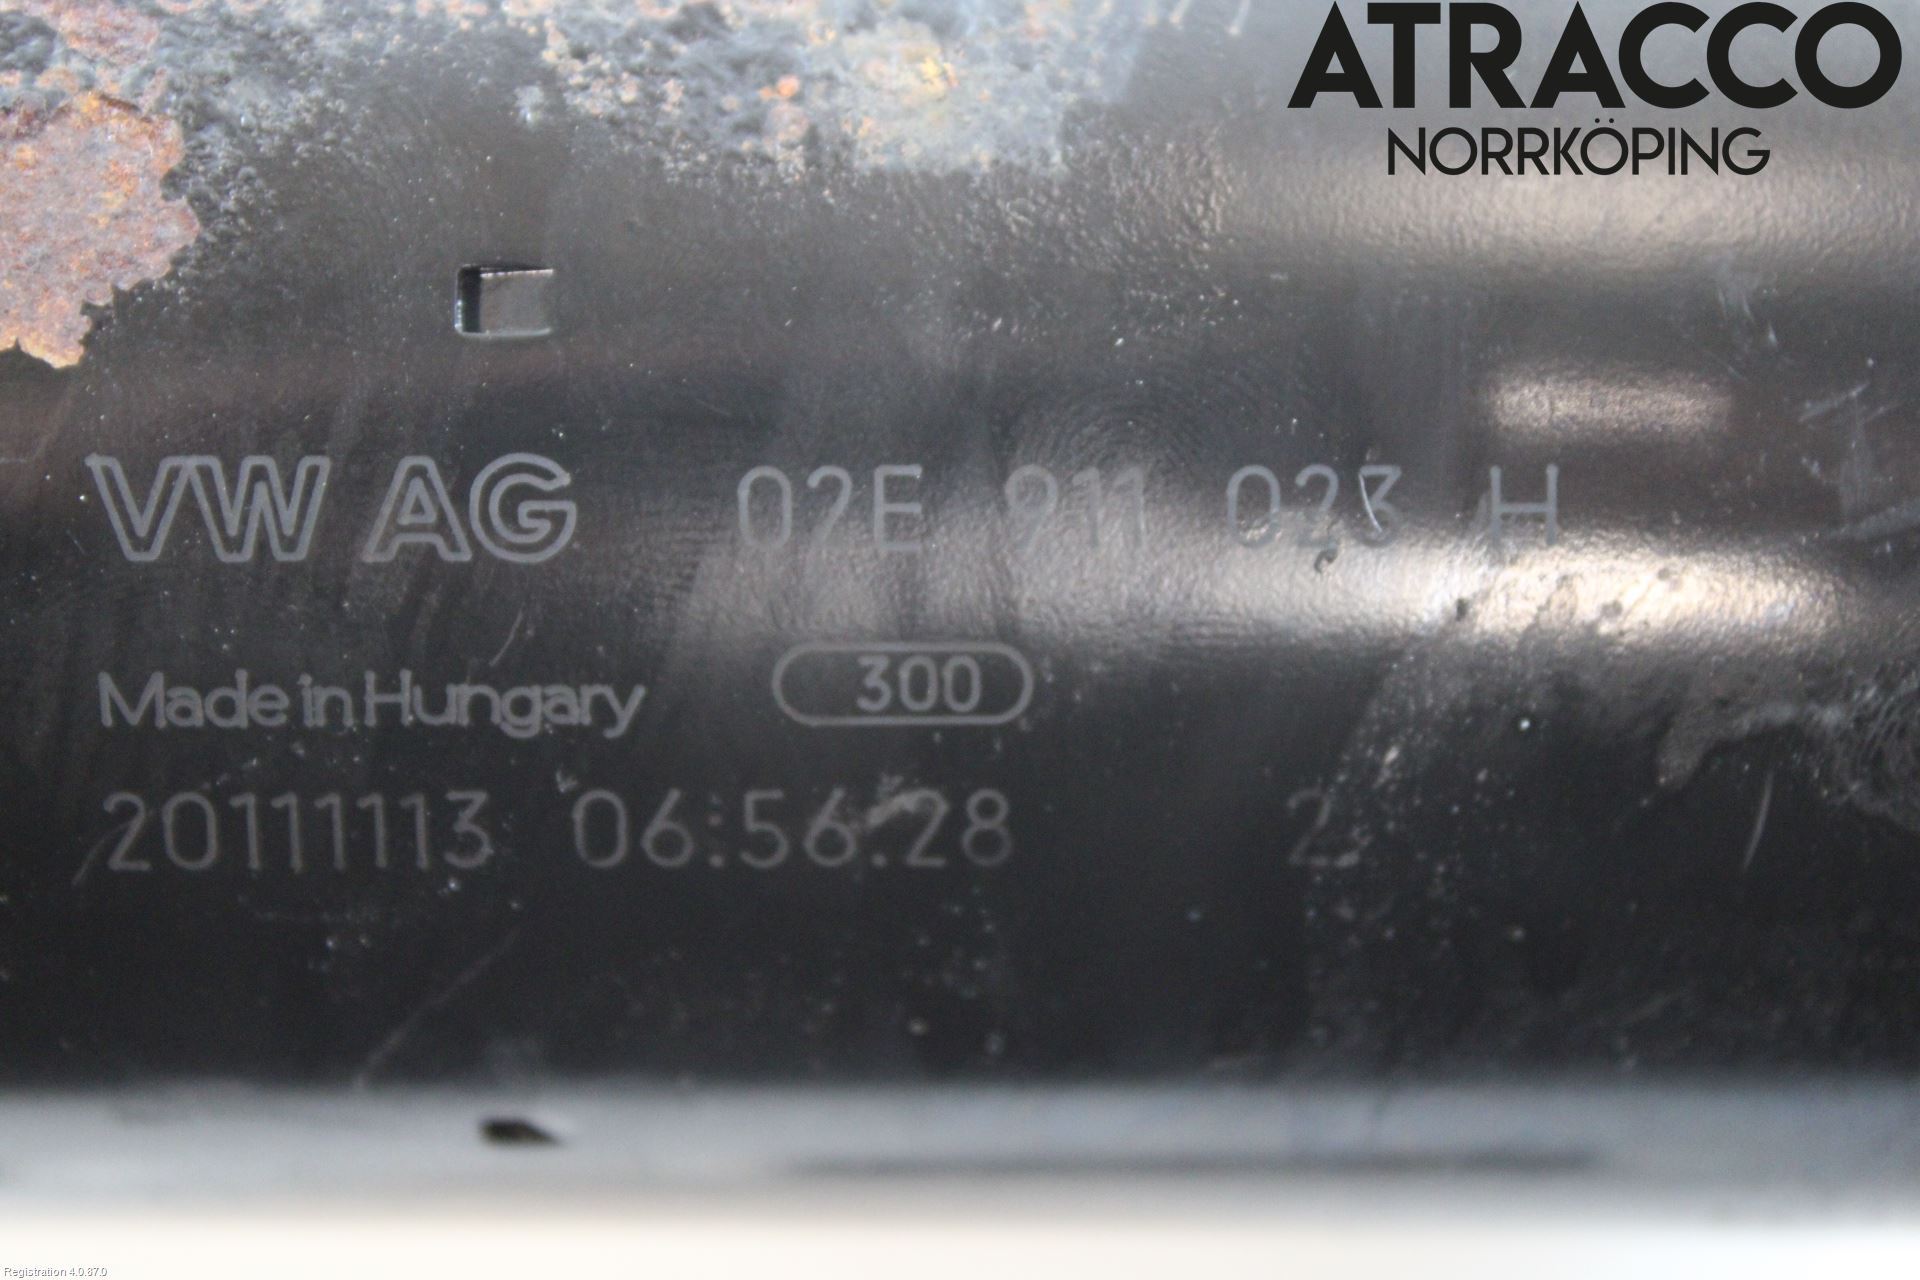 ATRACCO
NORRKÖPING
VW AG 02E 911 023 H
Made in Hungary 300
20111113 06:56:28 2
Registration 4.0.87.0